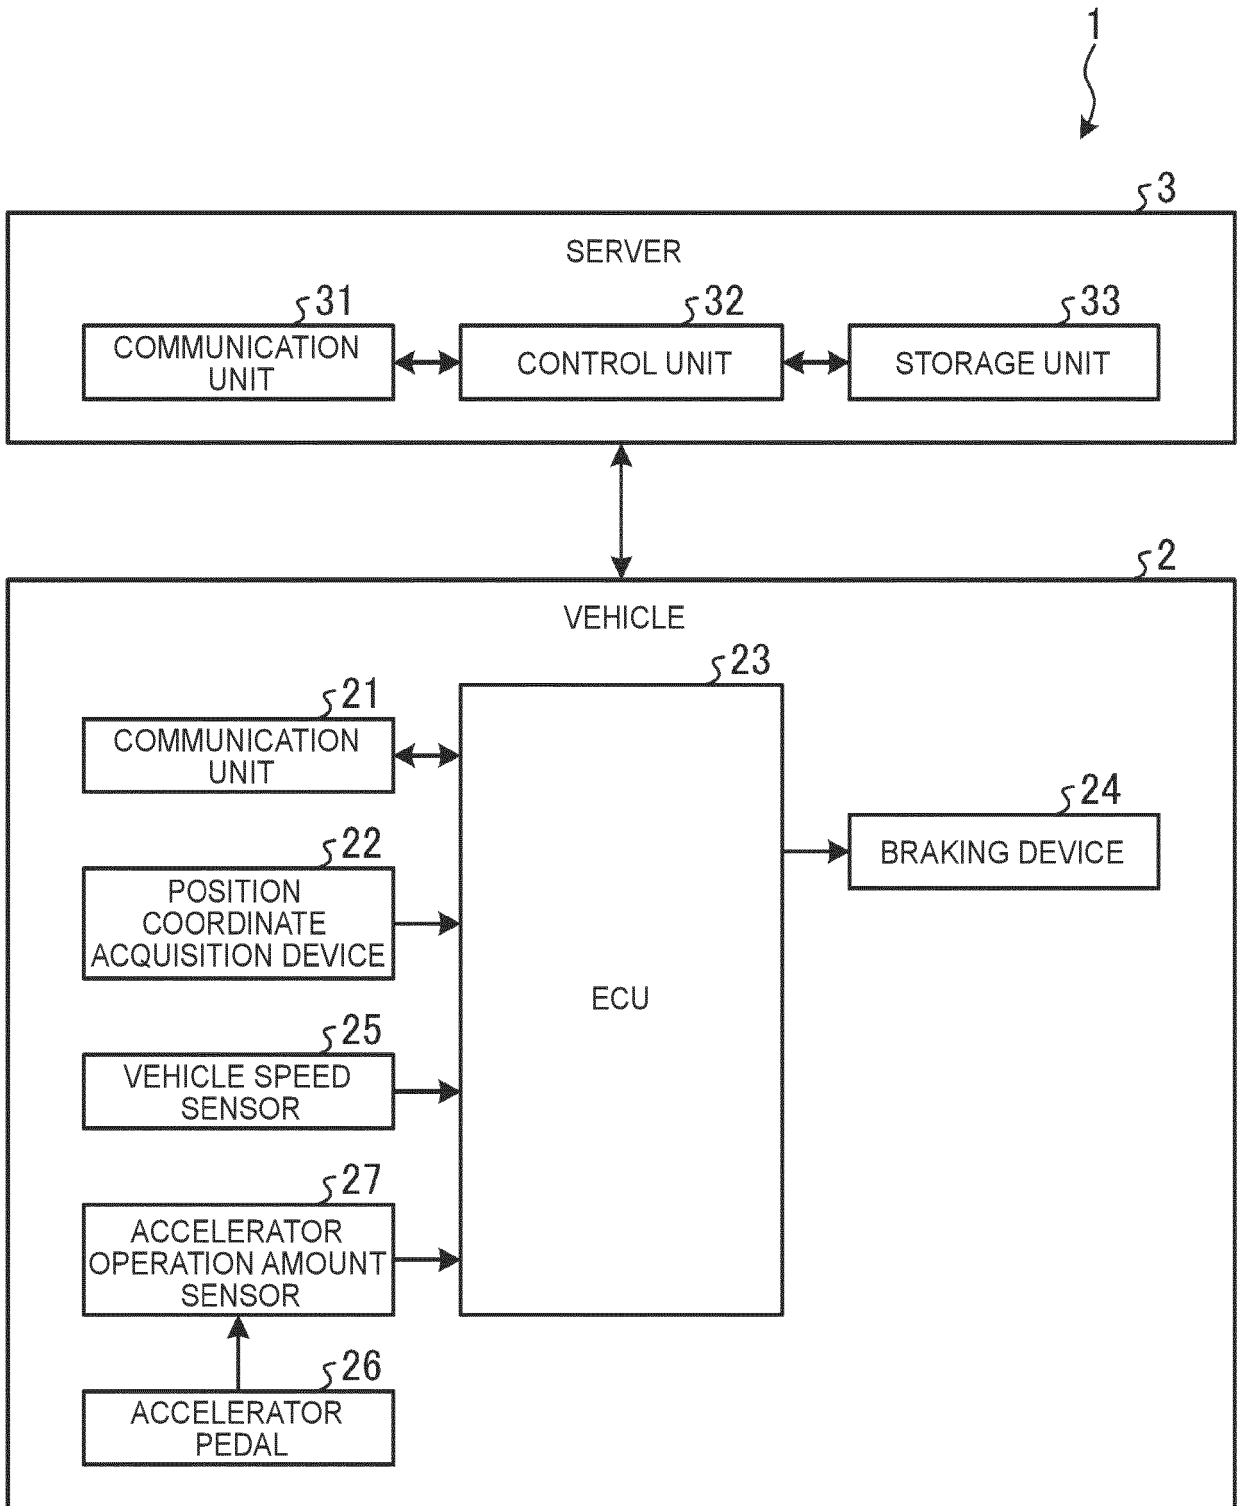 1
3
SERVER
31
COMMUNICATION
UNIT
32
CONTROL UNIT
33
STORAGE UNIT
2
VEHICLE
23
ECU
21
COMMUNICATION
UNIT
22
POSITION
COORDINATE
ACQUISITION DEVICE
24
BRAKING DEVICE
25
VEHICLE SPEED
SENSOR
27
ACCELERATOR
OPERATION AMOUNT
SENSOR
26
ACCELERATOR
PEDAL